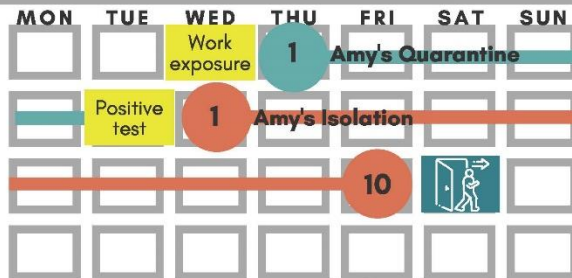 MON TUE WED THU FRI SAT SUN
Work
exposure
1 Amy's Quarantine
Positive
test
1 Amy's Isolation
10